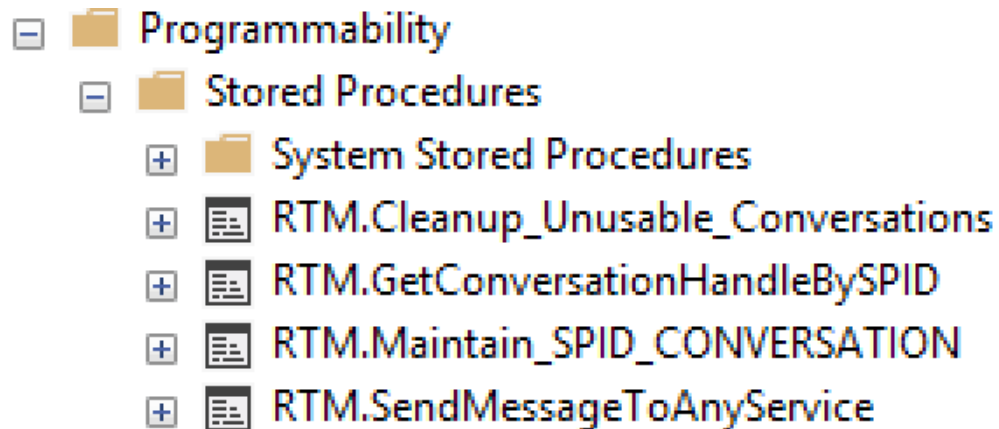 Programmability
Stored Procedures
System Stored Procedures
RTM.Cleanup_Unusable_Conversations
RTM.GetConversationHandleBySPID
RTM.Maintain_SPID_CONVERSATION
RTM.SendMessageToAnyService